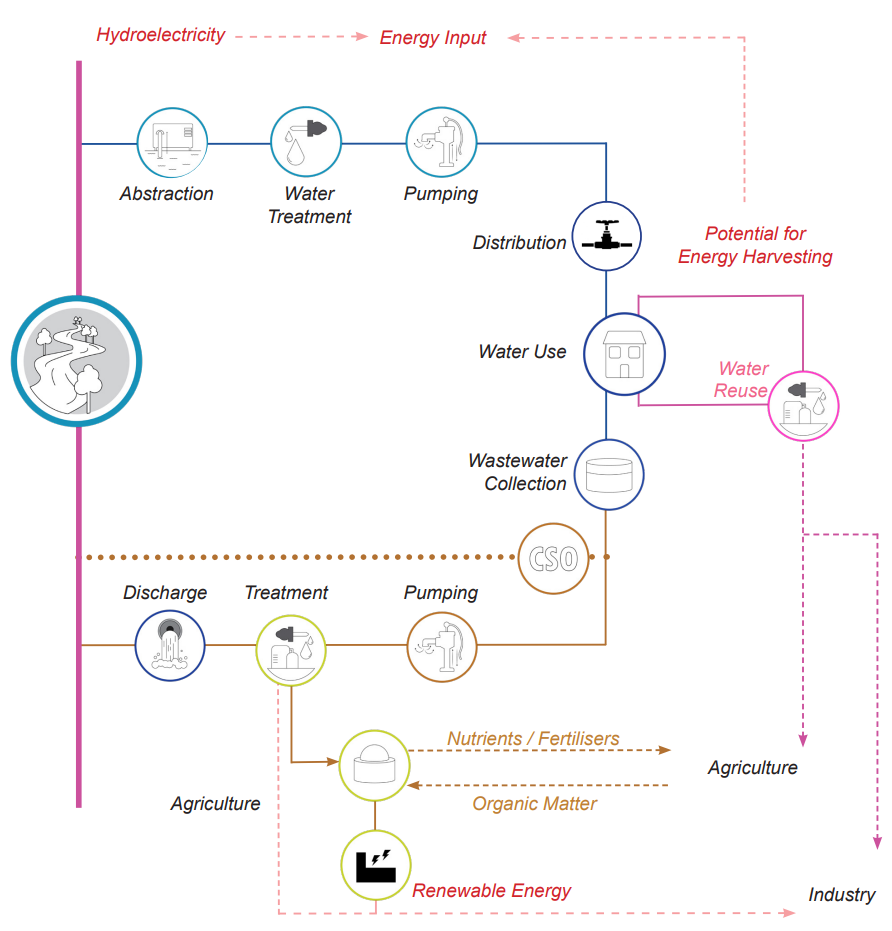 Hydroelectricity
Energy Input
Abstraction
Water
Treatment
Pumping
Distribution
Potential for
Energy Harvesting
Water Use
Water
Reuse
Wastewater
Collection
CSO
Discharge
Treatment
Pumping
Nutrients / Fertilisers
Agriculture
Organic Matter
Agriculture
Renewable Energy
Industry